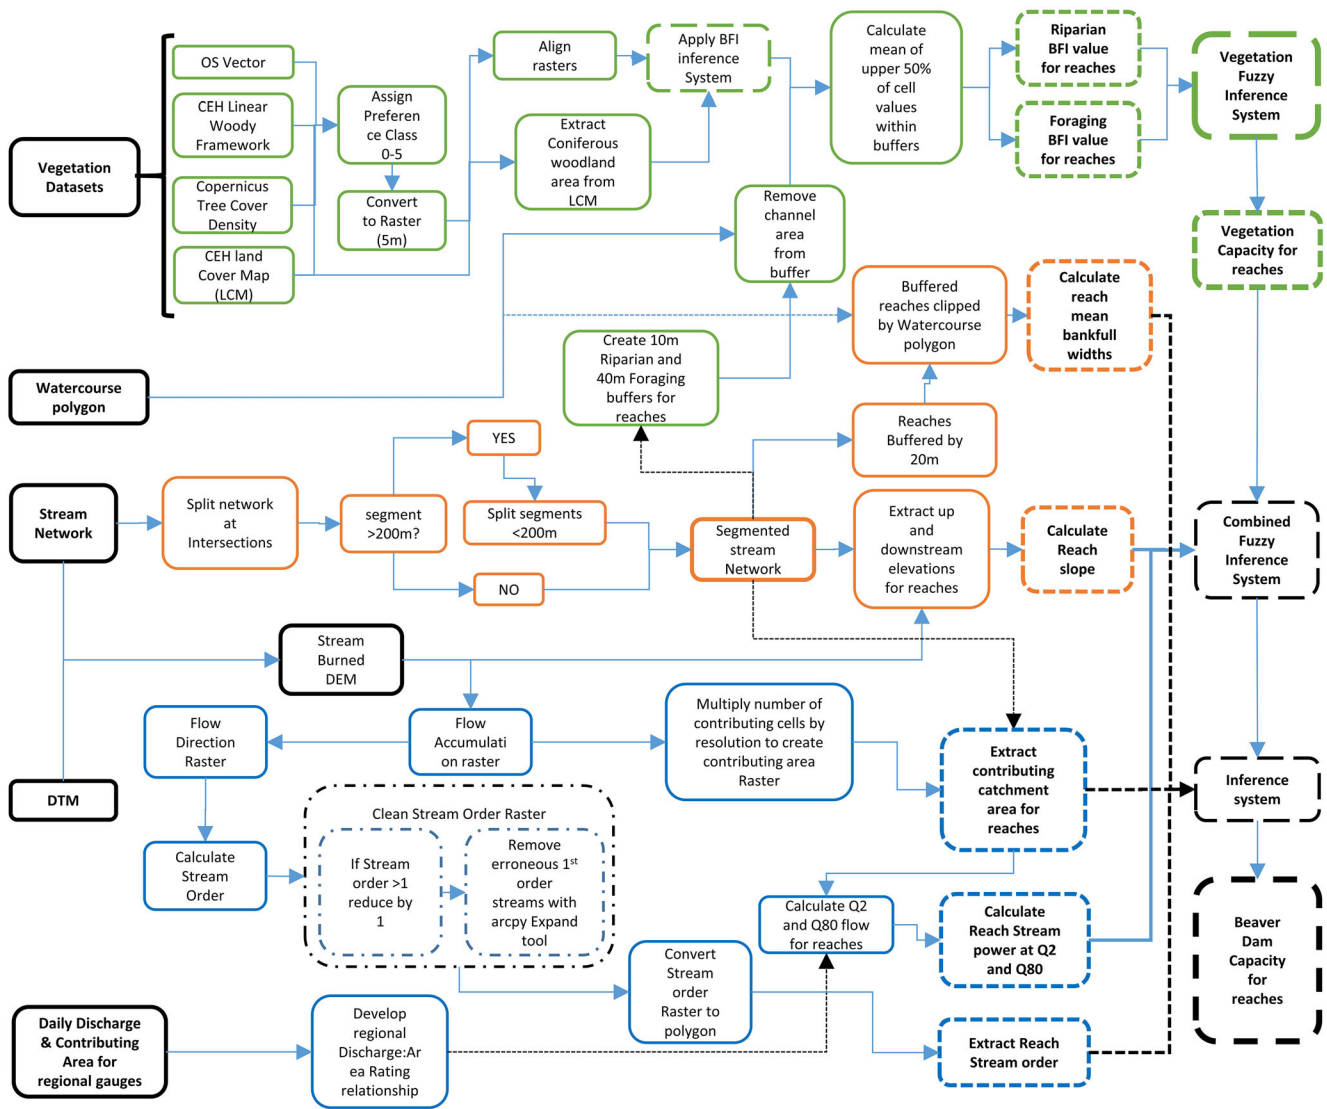 Vegetation
Datasets
OS Vector
CEH Linear
Woody
Framework
Copernicus
Tree Cover
Density
CEH land
Cover Map
(LCM)
Assign
Preferen
ce Class
0-5
Convert
to Raster
(5m)
Align
rasters
Extract
Coniferous
woodland
area from
LCM
Apply BFI
inference
System
Remove
channel
area
from
buffer
Calculate
mean of
upper 50%
of cell
values
within
buffers
Riparian
BFI value
for reaches
Foraging
BFI value
for reaches
Vegetation
Fuzzy
Inference
System
Vegetation
Capacity for
reaches
Watercourse
polygon
Create 10m
Riparian and
40m Foraging
buffers for
reaches
Buffered
reaches clipped
by Watercourse
polygon
Calculate
reach
mean
bankfull
widths
Reaches
Buffered by
20m
Stream
Network
Split network
at
Intersections
segment
>200m?
YES
Split segments
<200m
NO
Segmented
stream
Network
Extract up
and
downstream
elevations
for reaches
Calculate
Reach
slope
Combined
Fuzzy
Inference
System
Stream
Burned
DEM
Flow
Direction
Raster
Flow
Accumulati
on raster
Multiply number of
contributing cells by
resolution to create
contributing area
Raster
Extract
contributing
catchment
area for
reaches
Inference
system
DTM
Calculate
Stream
Order
Clean Stream Order Raster
If Stream
order >1
reduce by
1
Remove
erroneous 1st
order
streams with
arcpy Expand
tool
Calculate Q2
and Q80 flow
for reaches
Calculate
Reach Stream
power at Q2
and Q80
Beaver
Dam
Capacity
for
reaches
Convert
Stream
order
Raster to
polygon
Daily Discharge
& Contributing
Area for
regional gauges
Develop
regional
Discharge:Ar
ea Rating
relationship
Extract Reach
Stream order